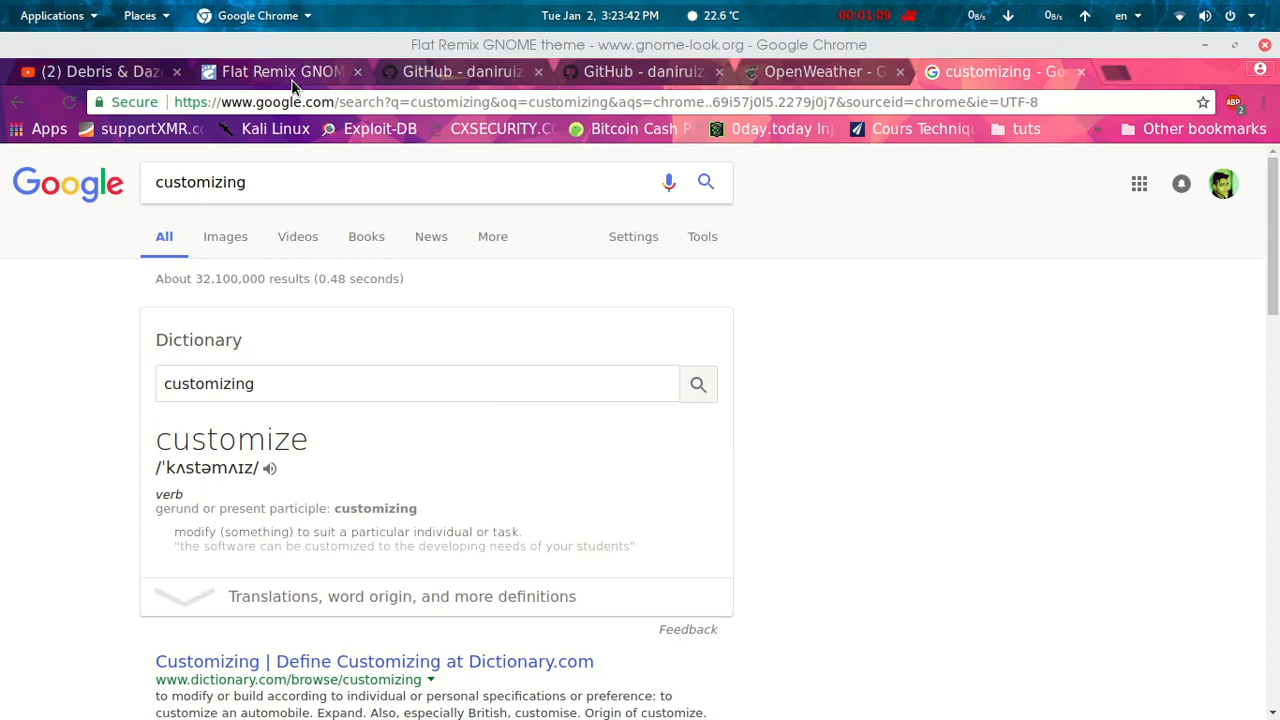 Applications Places Google Chrome Tue Jan 2, 3:23:42 PM 22.6 °C 00:01:09 0B/s 0B/s en
Flat Remix GNOME theme - www.gnome-look.org - Google Chrome
(2) Debris & Daze Flat Remix GNOM GitHub - daniruiz GitHub - daniruiz OpenWeather - G customizing - Go
Secure https://www.google.com/search?q=customizing&oq=customizing&aqs=chrome..69i57j0l5.2279j0j7&sourceid=chrome&ie=UTF-8 ABP 2
Apps supportXMR.co Kali Linux Exploit-DB CXSECURITY.CO Bitcoin Cash P 0day.today Inj Cours Techniqu tuts » Other bookmarks
Google customizing
All Images Videos Books News More Settings Tools
About 32,100,000 results (0.48 seconds)
Dictionary
customizing
customize
/ˈkʌstəmʌɪz/
verb
gerund or present participle: customizing
modify (something) to suit a particular individual or task.
"the software can be customized to the developing needs of your students"
Translations, word origin, and more definitions
Feedback
Customizing | Define Customizing at Dictionary.com
www.dictionary.com/browse/customizing
to modify or build according to individual or personal specifications or preference: to
customize an automobile. Expand. Also, especially British, customise. Origin of customize.